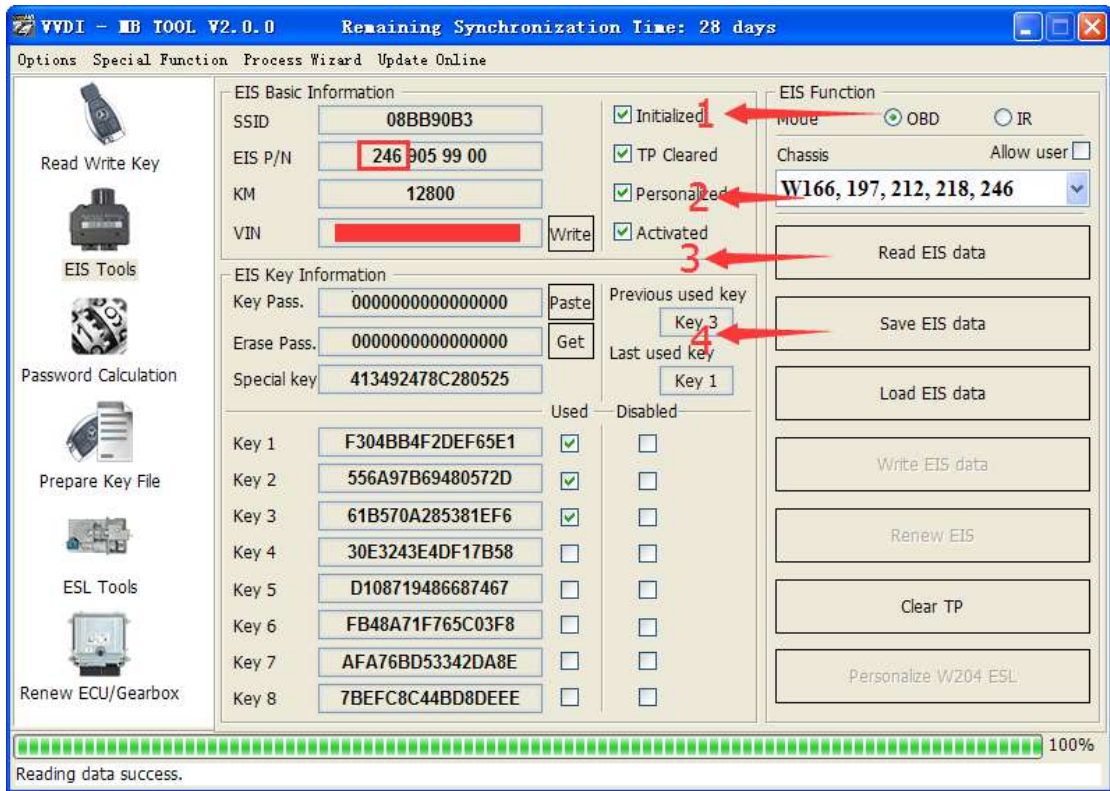 VVDI - MB TOOL V2.0.0 Remaining Synchronization Time: 28 days
Options Special Function Process Wizard Update Online
Read Write Key
EIS Tools
Password Calculation
Prepare Key File
ESL Tools
Renew ECU/Gearbox
EIS Basic Information
SSID 08BB90B3
EIS P/N 246 905 99 00
KM 12800
VIN Write
Initialized
TP Cleared
Personalized
Activated
EIS Key Information
Key Pass. 0000000000000000 Paste
Erase Pass. 0000000000000000 Get
Special key 413492478C280525
Previous used key
Key 3
Last used key
Key 1
Used Disabled
Key 1 F304BB4F2DEF65E1
Key 2 556A97B69480572D
Key 3 61B570A285381EF6
Key 4 30E3243E4DF17B58
Key 5 D108719486687467
Key 6 FB48A71F765C03F8
Key 7 AFA76BD53342DA8E
Key 8 7BEFC8C44BD8DEEE
1
2
3
4
EIS Function
Mode OBD IR
Chassis Allow user
W166, 197, 212, 218, 246
Read EIS data
Save EIS data
Load EIS data
Write EIS data
Renew EIS
Clear TP
Personalize W204 ESL
100%
Reading data success.